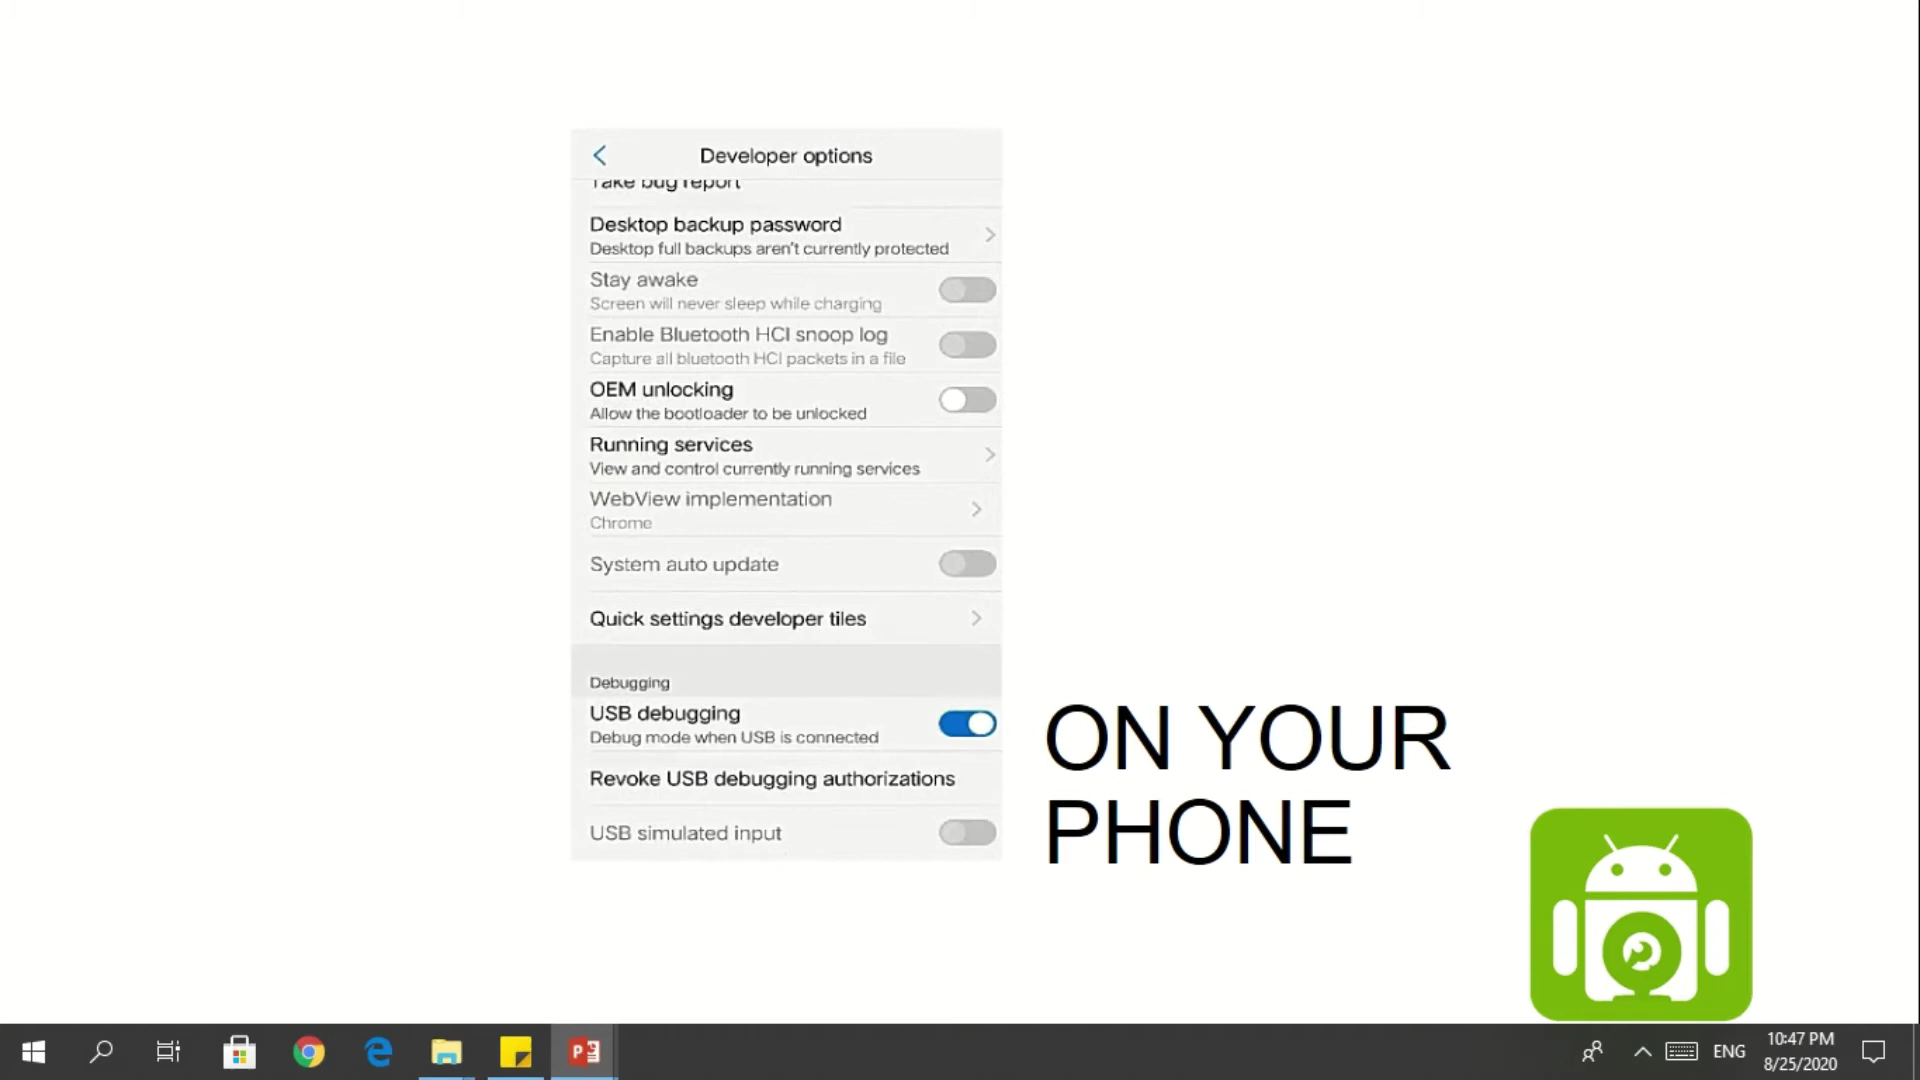 Developer options
Take bug report
Desktop backup password
Desktop full backups aren't currently protected
Stay awake
Screen will never sleep while charging
Enable Bluetooth HCI snoop log
Capture all bluetooth HCI packets in a file
OEM unlocking
Allow the bootloader to be unlocked
Running services
View and control currently running services
WebView implementation
Chrome
System auto update
Quick settings developer tiles
Debugging
USB debugging
Debug mode when USB is connected
Revoke USB debugging authorizations
USB simulated input
ON YOUR
PHONE
ENG
10:47 PM
8/25/2020